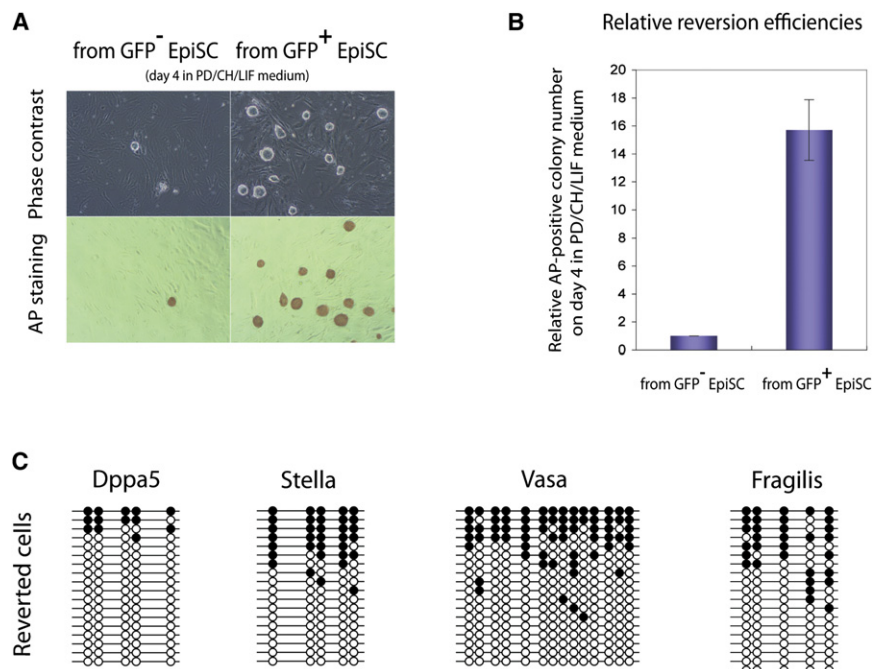 A
from GFP- EpiSC from GFP+ EpiSC
(day 4 in PD/CH/LIF medium)
Phase contrast
AP staining
B
Relative reversion efficiencies
Relative AP-positive colony number
on day 4 in PD/CH/LIF medium
20
18
16
14
12
10
8
6
4
2
0
from GFP- EpiSC from GFP+ EpiSC
C
Dppa5 Stella Vasa Fragilis
Reverted cells